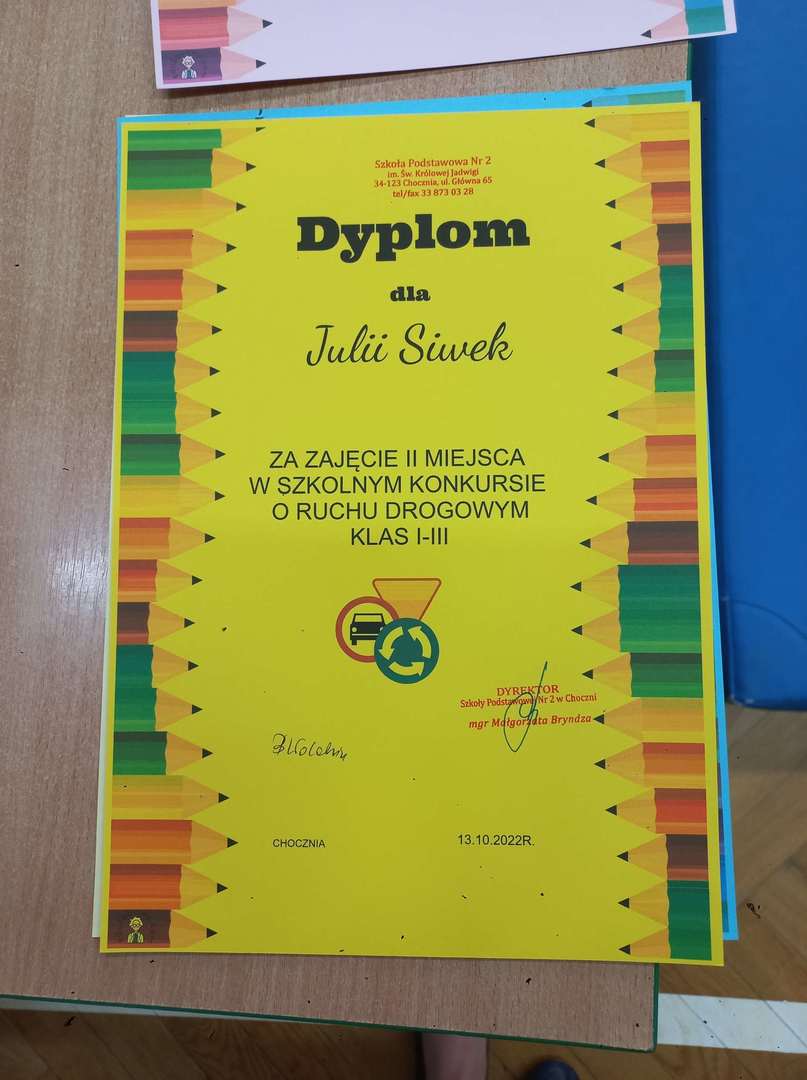 Szkoła Podstawowa Nr 2
im. Św. Królowej Jadwigi
34-123 Chocznia, ul. Główna 65
tel/fax 33 873 03 28
Dyplom
dla
Julii Siwek
ZA ZAJĘCIE II MIEJSCA
W SZKOLNYM KONKURSIE
O RUCHU DROGOWYM
KLAS I-III
DYREKTOR
Szkoły Podstawowej Nr 2 w Choczni
mgr Małgorzata Bryndza
CHOCZNIA
13.10.2022R.